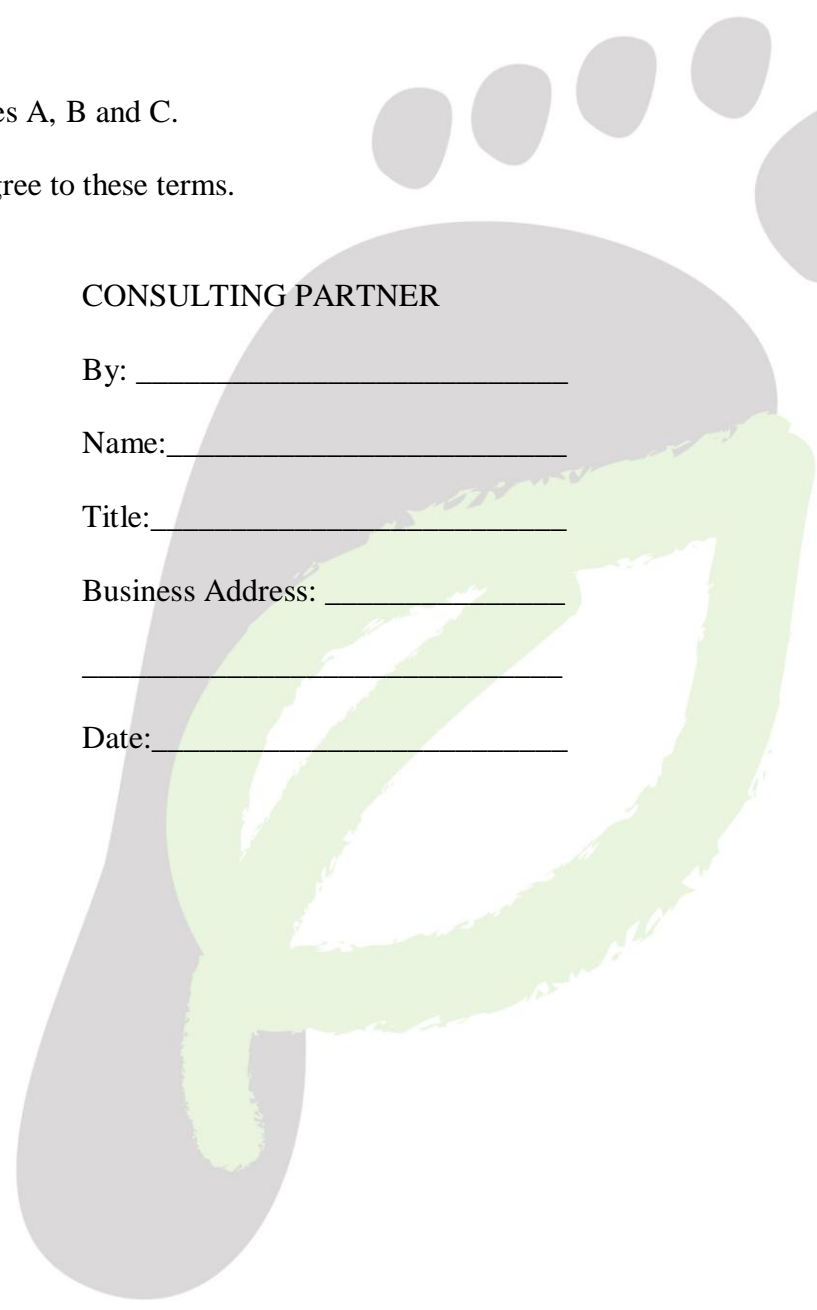 es A, B and C.
gree to these terms.
CONSULTING PARTNER
By: ___________________________
Name:_________________________
Title:__________________________
Business Address: _______________
______________________________
Date:__________________________